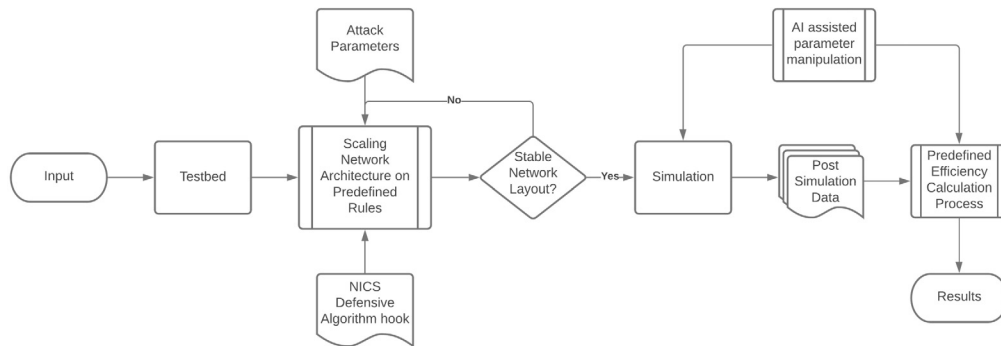 Attack
Parameters
AI assisted
parameter
manipulation
No
Input
Testbed
Scaling
Network
Architecture on
Predefined
Rules
Stable
Network
Layout?
Yes
Simulation
Post
Simulation
Data
Predefined
Efficiency
Calculation
Process
NICS
Defensive
Algorithm hook
Results